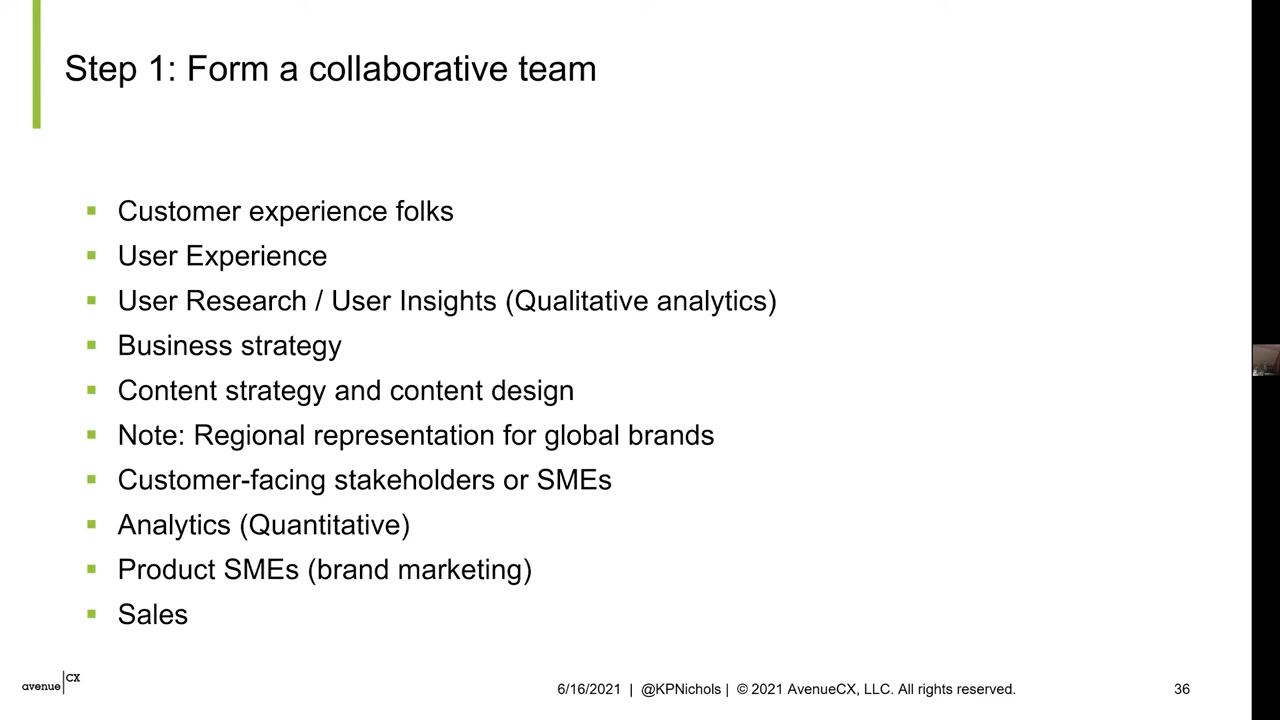 Step 1: Form a collaborative team
▪ Customer experience folks
▪ User Experience
▪ User Research / User Insights (Qualitative analytics)
▪ Business strategy
▪ Content strategy and content design
▪ Note: Regional representation for global brands
▪ Customer-facing stakeholders or SMEs
▪ Analytics (Quantitative)
▪ Product SMEs (brand marketing)
▪ Sales
avenue|CX
6/16/2021 | @KPNichols | © 2021 AvenueCX, LLC. All rights reserved.
36